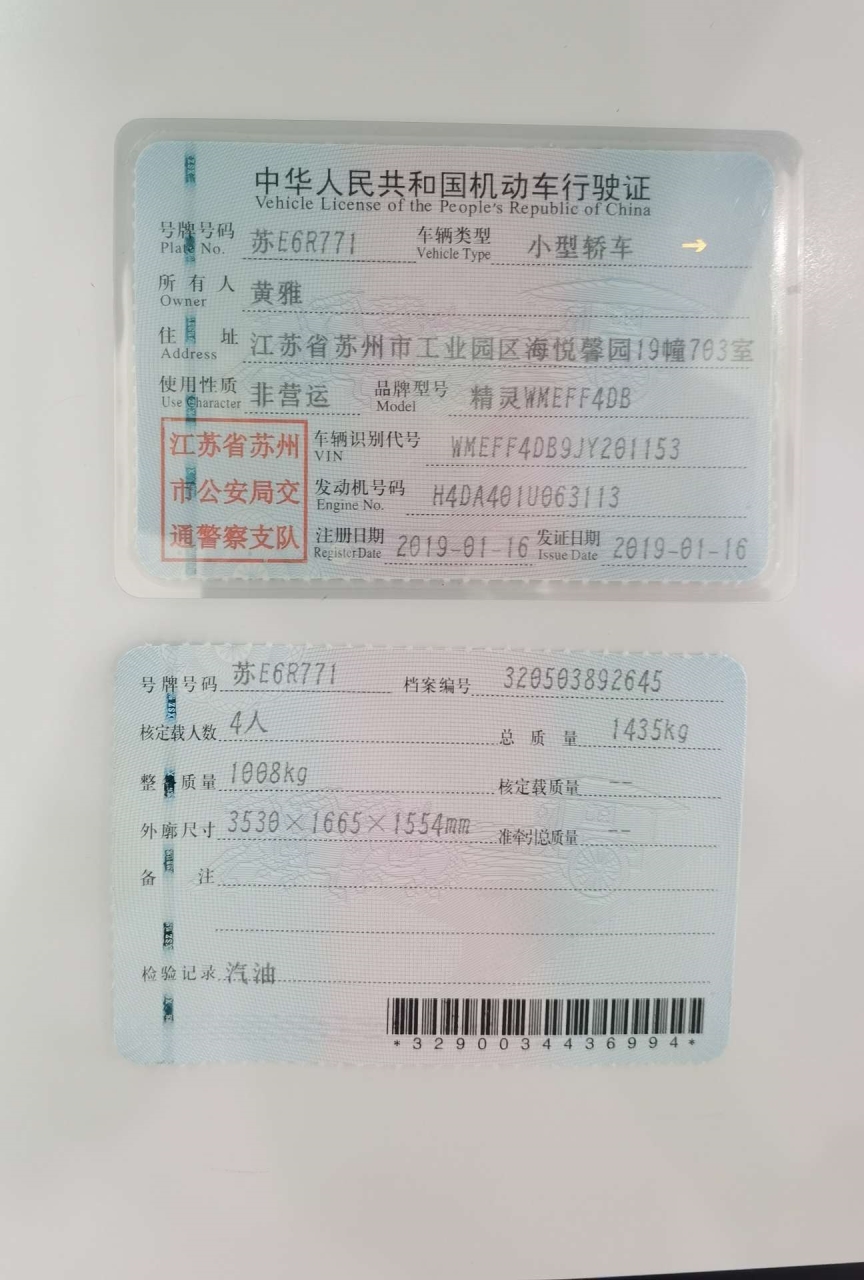 中华人民共和国机动车行驶证
Vehicle License of the People's Republic of China
号牌号码 苏E6R771 车辆类型 小型轿车
Plate No. Vehicle Type
所有人 黄雅
Owner
住址 江苏省苏州市工业园区海悦馨园19幢703室
Address
使用性质 非营运 品牌型号 精灵WMEFF4DB
Use Character Model
江苏省苏州 车辆识别代号 WMEFF4DB9JY201153
VIN
市公安局交 发动机号码 H4DA401U063113
Engine No.
通警察支队 注册日期 2019-01-16 发证日期 2019-01-16
Register Date Issue Date
号牌号码 苏E6R771 档案编号 320503892645
核定载人数 4人 总质量 1435kg
整备质量 1008kg 核定载质量 --
外廓尺寸 3530×1665×1554mm 准牵引总质量 --
备注
检验记录 汽油
*3290034436994*